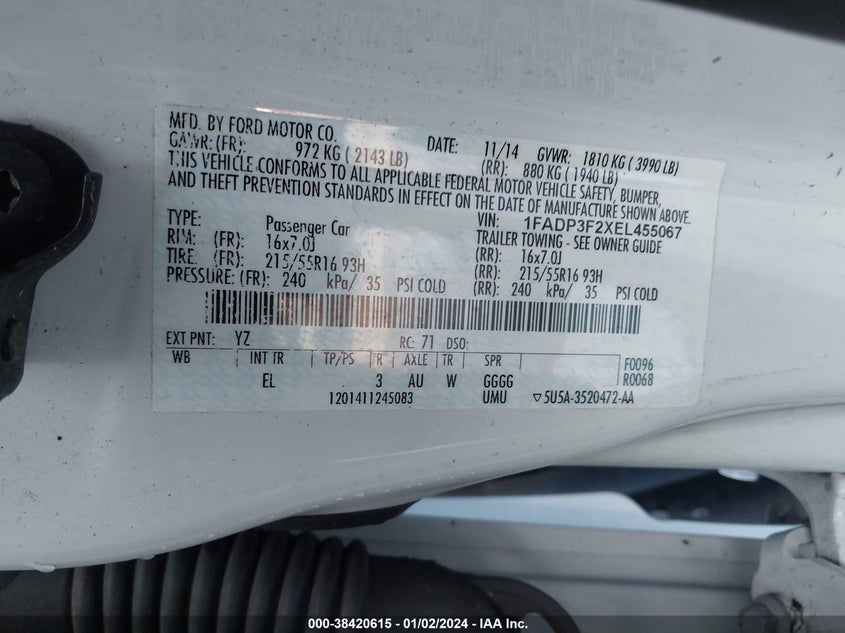 MFD. BY FORD MOTOR CO. DATE: 11/14 GVWR: 1810 KG ( 3990 LB)
GAWR: (FR): 972 KG ( 2143 LB) (RR): 880 KG ( 1940 LB)
THIS VEHICLE CONFORMS TO ALL APPLICABLE FEDERAL MOTOR VEHICLE SAFETY, BUMPER,
AND THEFT PREVENTION STANDARDS IN EFFECT ON THE DATE OF MANUFACTURE SHOWN ABOVE.
VIN: 1FADP3F2XEL455067
TYPE: Passenger Car TRAILER TOWING - SEE OWNER GUIDE
RIM: (FR): 16x7.0J (RR): 16x7.0J
TIRE: (FR): 215/55R16 93H (RR): 215/55R16 93H
PRESSURE: (FR): 240 kPa/ 35 PSI COLD (RR): 240 kPa/ 35 PSI COLD
EXT PNT: YZ RC: 71 DSO:
WB INT TR TP/PS R AXLE TR SPR F0096
EL 3 AU W GGGG R0068
1201411245083 UMU ▽5U5A-3520472-AA
000-38420615 - 01/02/2024 - IAA Inc.